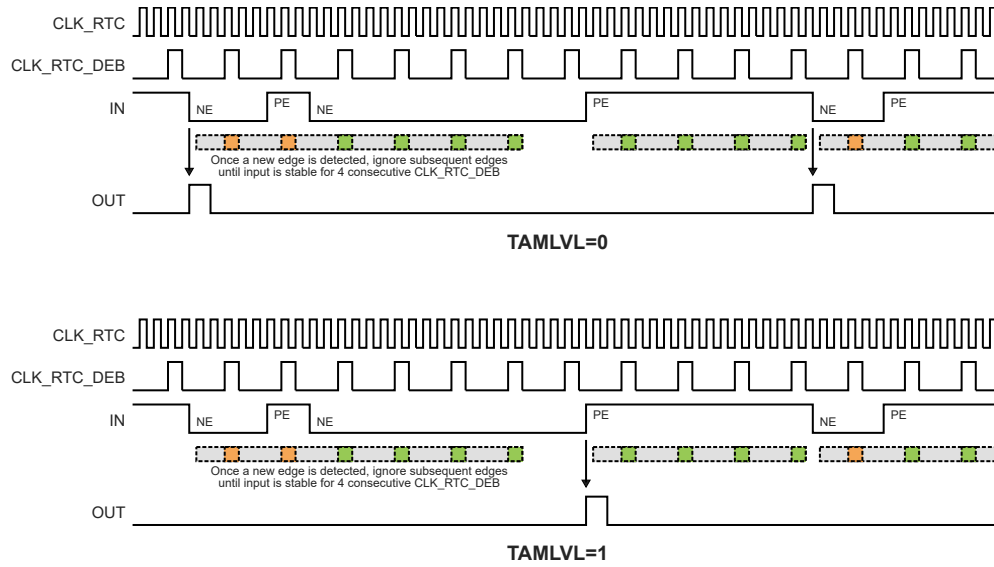 CLK_RTC
CLK_RTC_DEB
IN
NE
PE
NE
PE
NE
PE
Once a new edge is detected, ignore subsequent edges
until input is stable for 4 consecutive CLK_RTC_DEB
OUT
TAMLVL=0
CLK_RTC
CLK_RTC_DEB
IN
NE
PE
NE
PE
NE
PE
Once a new edge is detected, ignore subsequent edges
until input is stable for 4 consecutive CLK_RTC_DEB
OUT
TAMLVL=1